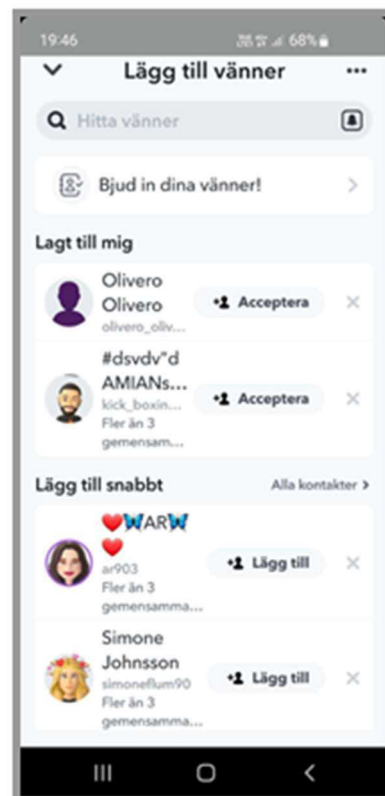 19:46
68%
Lägg till vänner
Hitta vänner
Bjud in dina vänner!
Lagt till mig
Olivero
Olivero
olivero_oliv...
Acceptera
#dsvdv"d
AMIANs...
kick_boxin...
Fler än 3
gemensam...
Acceptera
Lägg till snabbt
Alla kontakter >
❤️🦋AR🦋
❤️
ar903
Fler än 3
gemensamma...
Lägg till
Simone
Johnsson
simoneflum90
Fler än 3
gemensamma...
Lägg till